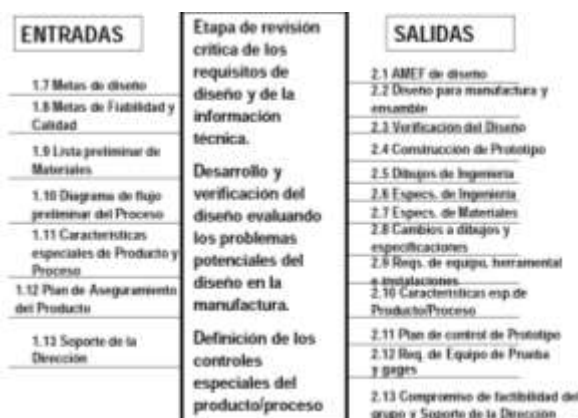 ENTRADAS
1.7 Metas de diseño
1.8 Metas de Fiabilidad y
Calidad
1.9 Lista preliminar de
Materiales
1.10 Diagrama de flujo
preliminar del Proceso
1.11 Características
especiales de Producto y
Proceso
1.12 Plan de Aseguramiento
del Producto
1.13 Soporte de la
Dirección
Etapa de revisión
crítica de los
requisitos de
diseño y de la
información
técnica.
Desarrollo y
verificación del
diseño evaluando
los problemas
potenciales del
diseño en la
manufactura.
Definición de los
controles
especiales del
producto/proceso
SALIDAS
2.1 AMEF de diseño
2.2 Diseño para manufactura y
ensamble
2.3 Verificación del Diseño
2.4 Construcción de Prototipo
2.5 Dibujos de Ingeniería
2.6 Especs. de Ingeniería
2.7 Especs. de Materiales
2.8 Cambios a dibujos y
especificaciones
2.9 Reqs. de equipo, herramental
e instalaciones
2.10 Características esp.de
Producto/Proceso
2.11 Plan de control de Prototipo
2.12 Req. de Equipo de Prueba
y gages
2.13 Compromiso de factibilidad del
grupo y Soporte de la Dirección